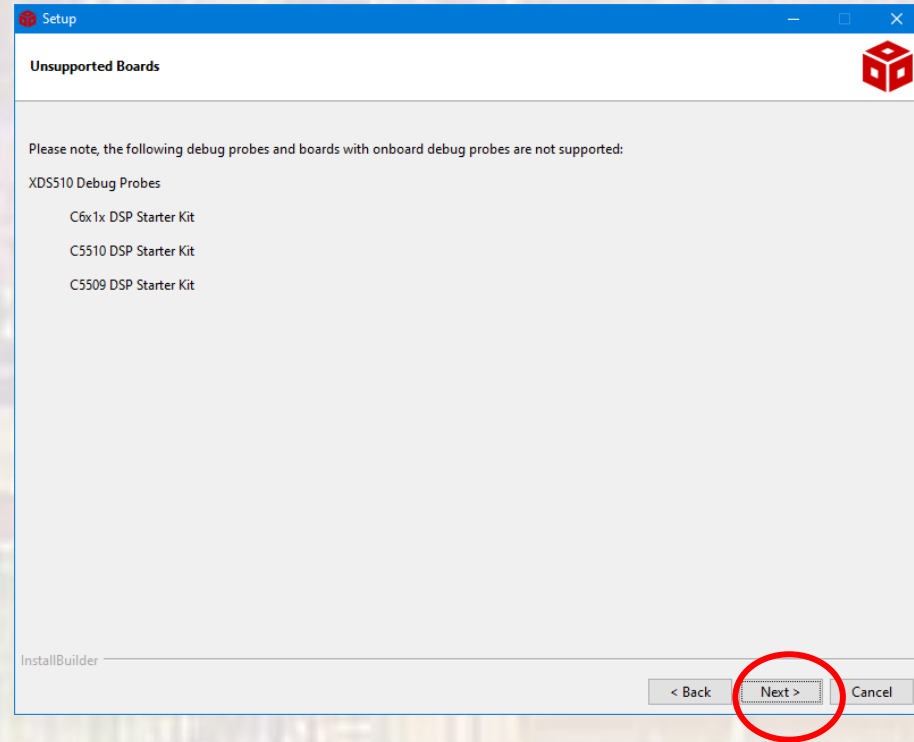 Setup
Unsupported Boards
Please note, the following debug probes and boards with onboard debug probes are not supported:
XDS510 Debug Probes
C6x1x DSP Starter Kit
C5510 DSP Starter Kit
C5509 DSP Starter Kit
InstallBuilder
< Back Next > Cancel